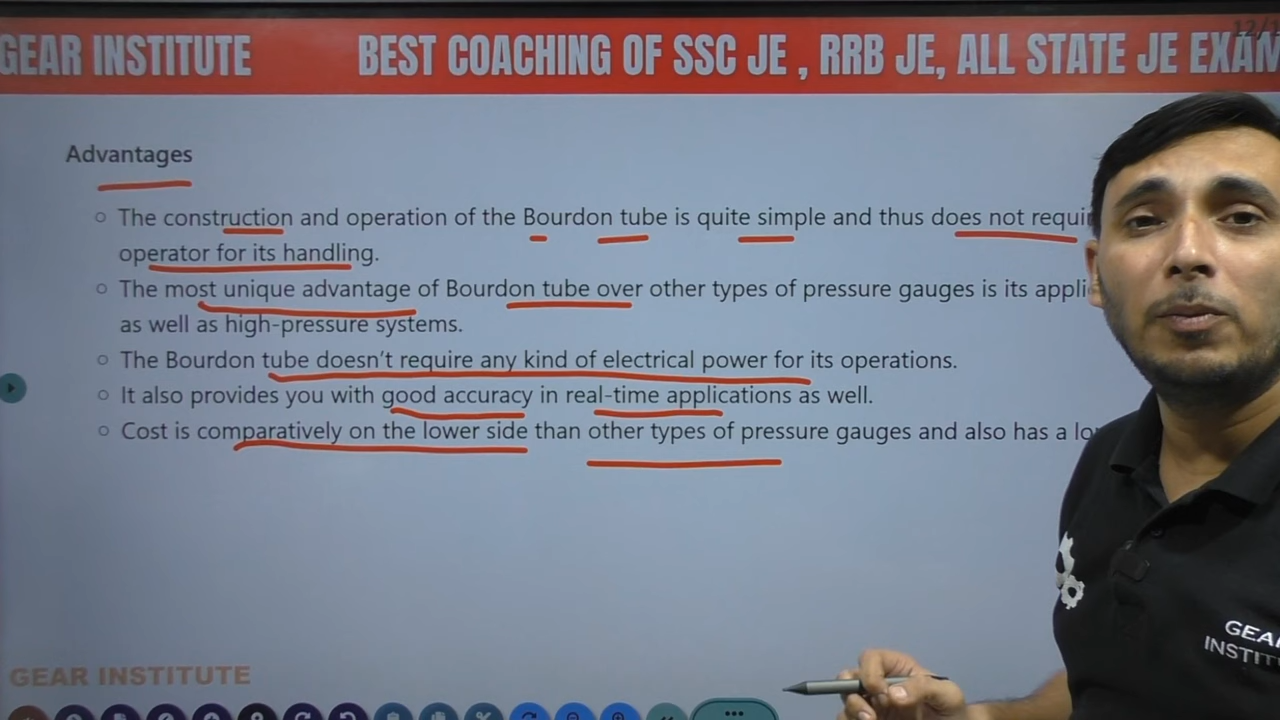 GEAR INSTITUTE BEST COACHING OF SSC JE , RRB JE, ALL STATE JE EXAM
Advantages
The construction and operation of the Bourdon tube is quite simple and thus does not
operator for its handling.
The most unique advantage of Bourdon tube over other types of pressure gauges is its
as well as high-pressure systems.
The Bourdon tube doesn't require any kind of electrical power for its operations.
It also provides you with good accuracy in real-time applications as well.
Cost is comparatively on the lower side than other types of pressure gauges and also has a
GEAR INSTITUTE
GEAR